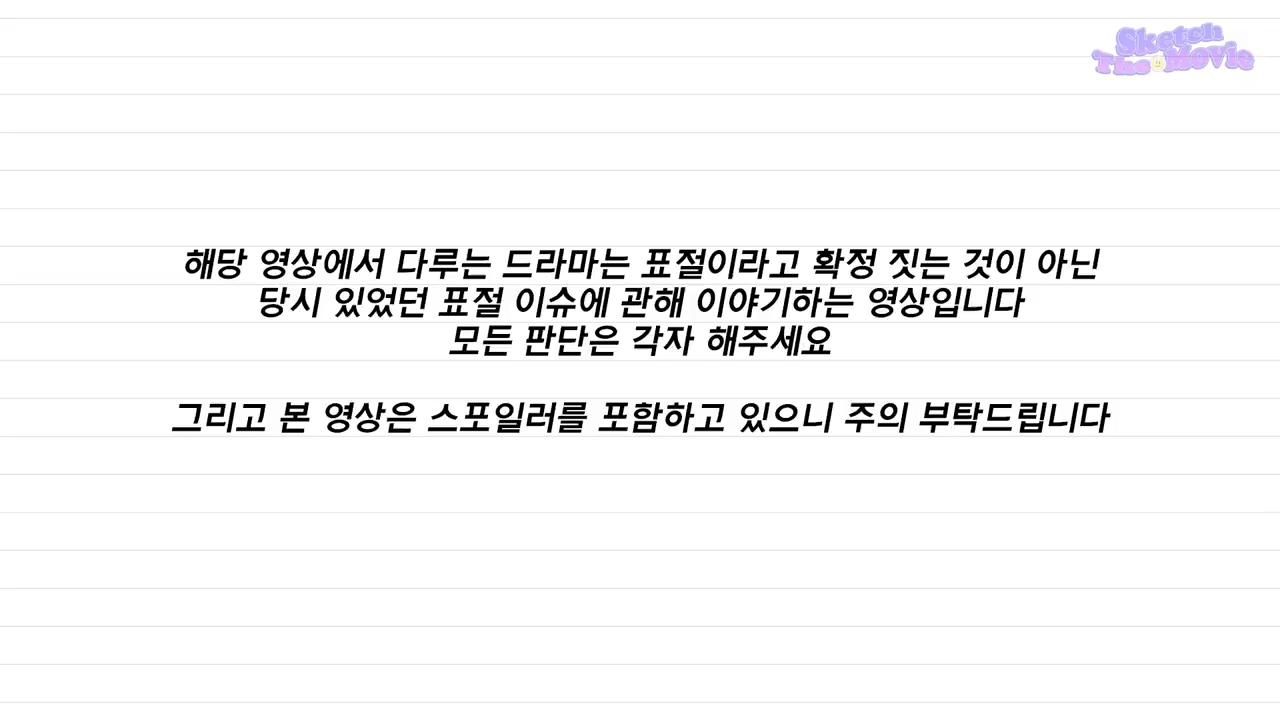 Sketch
The Movie
해당 영상에서 다루는 드라마는 표절이라고 확정 짓는 것이 아닌
당시 있었던 표절 이슈에 관해 이야기하는 영상입니다
모든 판단은 각자 해주세요
그리고 본 영상은 스포일러를 포함하고 있으니 주의 부탁드립니다